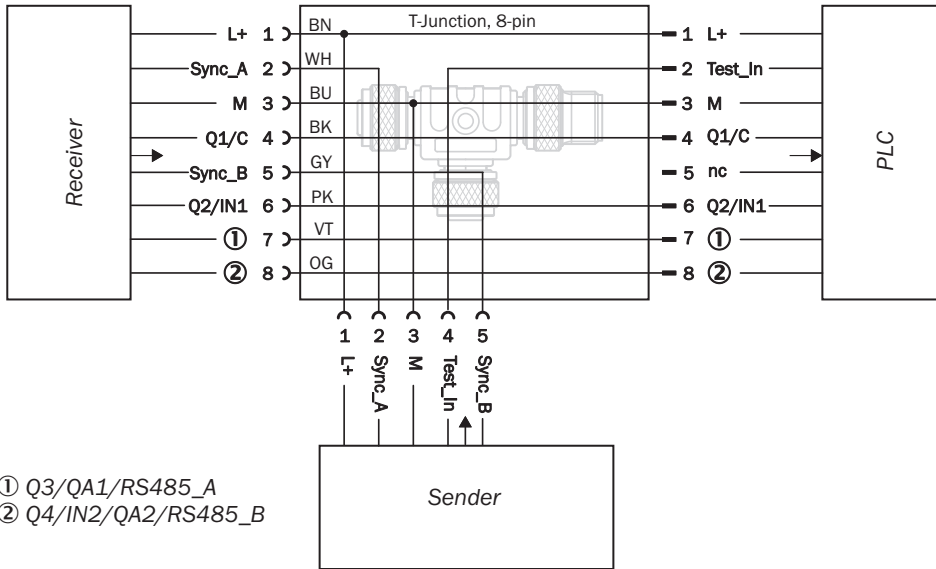 T-Junction, 8-pin
L+ 1 BN 1 L+
Sync_A 2 WH 2 Test_In
M 3 BU 3 M
Q1/C 4 BK 4 Q1/C
Sync_B 5 GY 5 nc
Q2/IN1 6 PK 6 Q2/IN1
① 7 VT 7 ①
② 8 OG 8 ②
Receiver
PLC
1 2 3 4 5
L+
Sync_A
M
Test_In
Sync_B
Sender
① Q3/QA1/RS485_A
② Q4/IN2/QA2/RS485_B